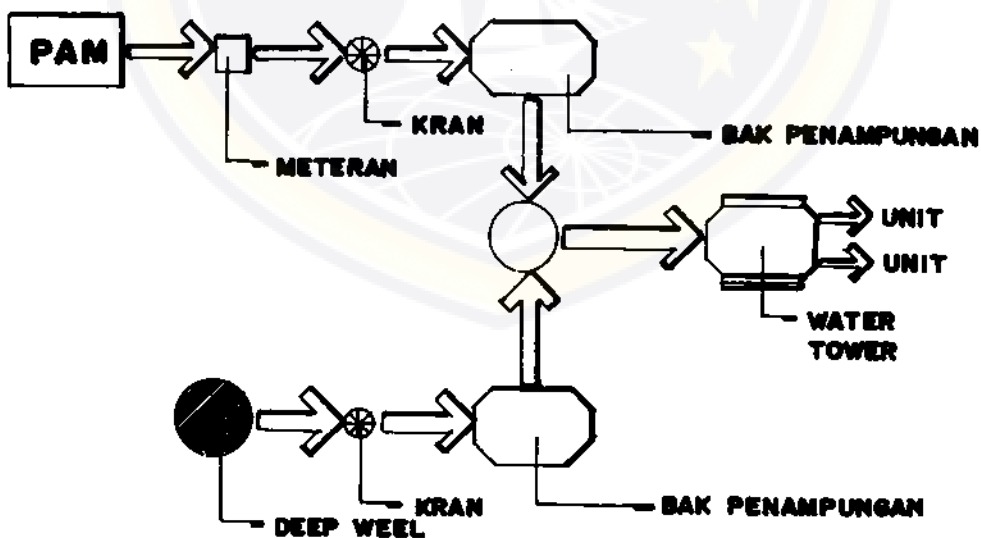 PAM
KRAN
METERAN
BAK PENAMPUNGAN
UNIT
UNIT
WATER
TOWER
KRAN
DEEP WEEL
BAK PENAMPUNGAN